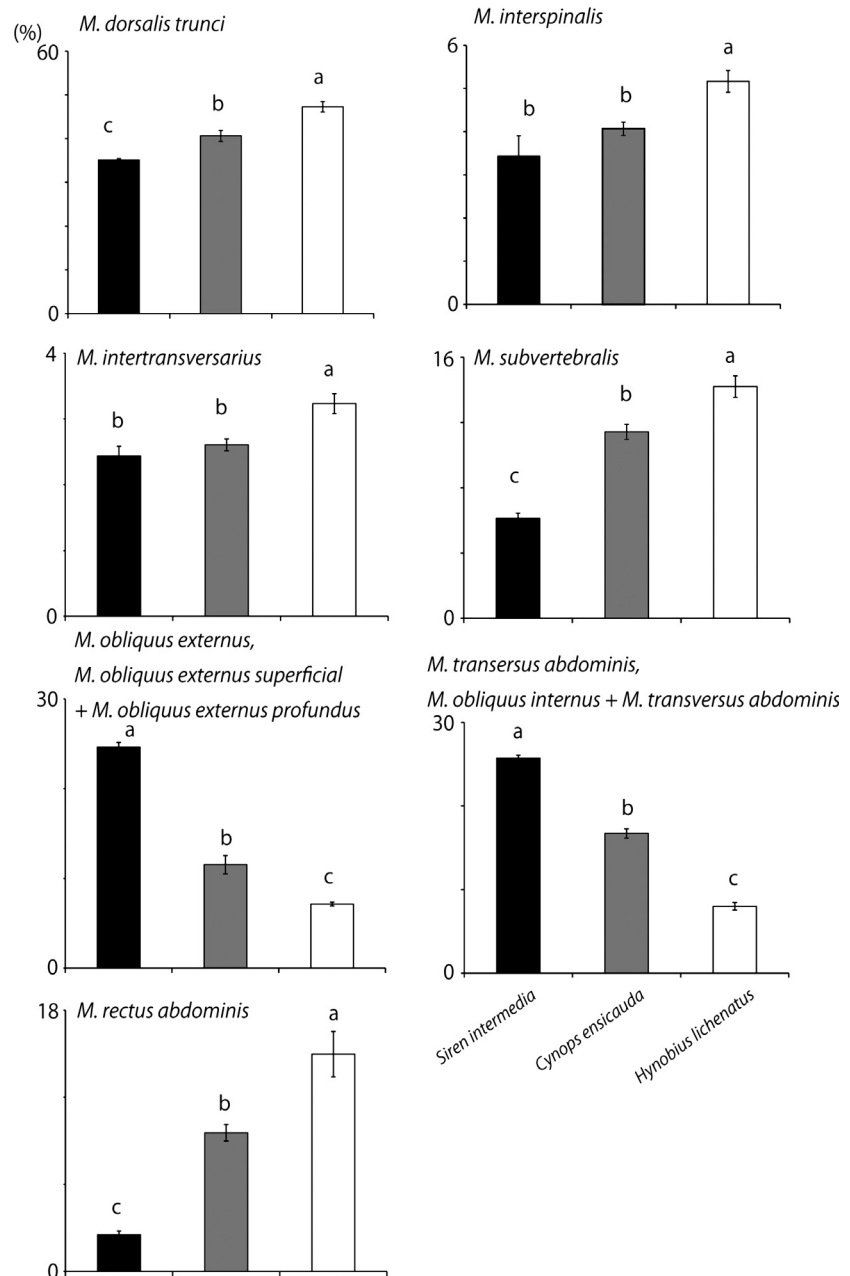 (%)
M. dorsalis trunci
60
c
b
a
0
M. interspinalis
6
b
b
a
0
M. intertransversarius
4
b
b
a
0
M. subvertebralis
16
c
b
a
0
M. obliquus externus,
M. obliquus externus superficial
+ M. obliquus externus profundus
30
a
b
c
0
M. transersus abdominis,
M. obliquus internus + M. transversus abdominis
30
a
b
c
0
Siren intermedia
Cynops ensicauda
Hynobius lichenatus
M. rectus abdominis
18
c
b
a
0